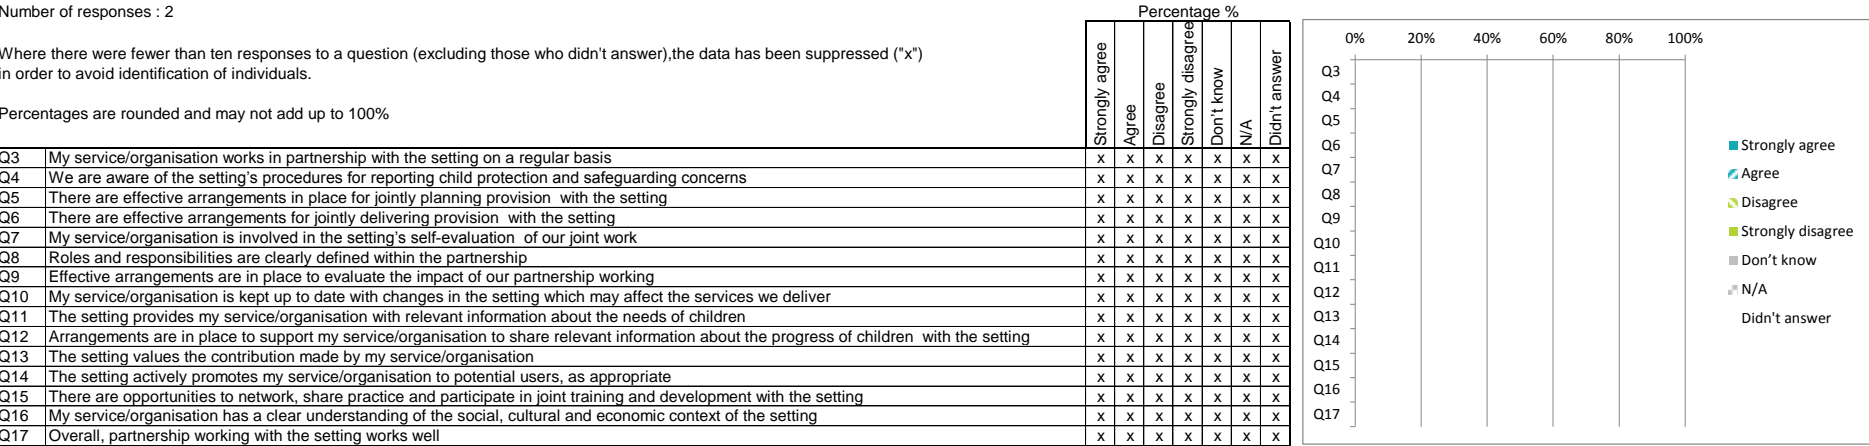 Number of responses : 2
Percentage %
Where there were fewer than ten responses to a question (excluding those who didn't answer),the data has been suppressed ("x")
in order to avoid identification of individuals.
Percentages are rounded and may not add up to 100%
Strongly agree
Agree
Disagree
Strongly disagree
Don't know
N/A
Didn't answer
Q3 My service/organisation works in partnership with the setting on a regular basis x x x x x x x
Q4 We are aware of the setting's procedures for reporting child protection and safeguarding concerns x x x x x x x
Q5 There are effective arrangements in place for jointly planning provision with the setting x x x x x x x
Q6 There are effective arrangements for jointly delivering provision with the setting x x x x x x x
Q7 My service/organisation is involved in the setting's self-evaluation of our joint work x x x x x x x
Q8 Roles and responsibilities are clearly defined within the partnership x x x x x x x
Q9 Effective arrangements are in place to evaluate the impact of our partnership working x x x x x x x
Q10 My service/organisation is kept up to date with changes in the setting which may affect the services we deliver x x x x x x x
Q11 The setting provides my service/organisation with relevant information about the needs of children x x x x x x x
Q12 Arrangements are in place to support my service/organisation to share relevant information about the progress of children with the setting x x x x x x x
Q13 The setting values the contribution made by my service/organisation x x x x x x x
Q14 The setting actively promotes my service/organisation to potential users, as appropriate x x x x x x x
Q15 There are opportunities to network, share practice and participate in joint training and development with the setting x x x x x x x
Q16 My service/organisation has a clear understanding of the social, cultural and economic context of the setting x x x x x x x
Q17 Overall, partnership working with the setting works well x x x x x x x
0% 20% 40% 60% 80% 100%
Q3
Q4
Q5
Q6
Q7
Q8
Q9
Q10
Q11
Q12
Q13
Q14
Q15
Q16
Q17
Strongly agree
Agree
Disagree
Strongly disagree
Don't know
N/A
Didn't answer